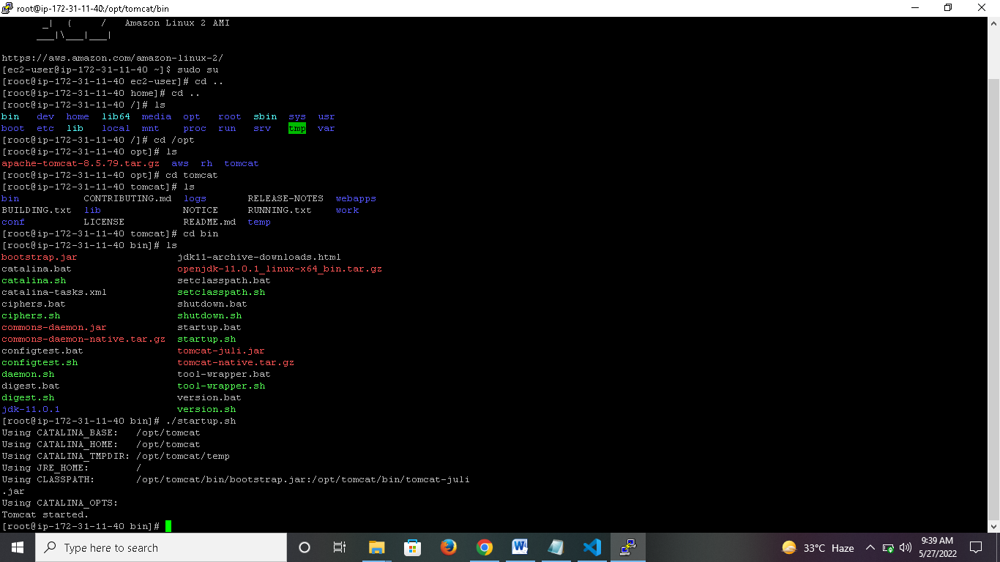 root@ip-172-31-11-40:/opt/tomcat/bin
_|  (     /   Amazon Linux 2 AMI
___|\___|___|
https://aws.amazon.com/amazon-linux-2/
[ec2-user@ip-172-31-11-40 ~]$ sudo su
[root@ip-172-31-11-40 ec2-user]# cd ..
[root@ip-172-31-11-40 home]# cd ..
[root@ip-172-31-11-40 /]# ls
bin   dev  home  lib64  media  opt   root  sbin  sys  usr
boot  etc  lib   local  mnt    proc  run   srv   tmp  var
[root@ip-172-31-11-40 /]# cd /opt
[root@ip-172-31-11-40 opt]# ls
apache-tomcat-8.5.79.tar.gz  aws  rh  tomcat
[root@ip-172-31-11-40 opt]# cd tomcat
[root@ip-172-31-11-40 tomcat]# ls
bin           CONTRIBUTING.md  logs       RELEASE-NOTES  webapps
BUILDING.txt  lib              NOTICE     RUNNING.txt    work
conf          LICENSE          README.md  temp
[root@ip-172-31-11-40 tomcat]# cd bin
[root@ip-172-31-11-40 bin]# ls
bootstrap.jar                 jdk11-archive-downloads.html
catalina.bat                  openjdk-11.0.1_linux-x64_bin.tar.gz
catalina.sh                   setclasspath.bat
catalina-tasks.xml            setclasspath.sh
ciphers.bat                   shutdown.bat
ciphers.sh                    shutdown.sh
commons-daemon.jar            startup.bat
commons-daemon-native.tar.gz  startup.sh
configtest.bat                tomcat-juli.jar
configtest.sh                 tomcat-native.tar.gz
daemon.sh                     tool-wrapper.bat
digest.bat                    tool-wrapper.sh
digest.sh                     version.bat
jdk-11.0.1                    version.sh
[root@ip-172-31-11-40 bin]# ./startup.sh
Using CATALINA_BASE:   /opt/tomcat
Using CATALINA_HOME:   /opt/tomcat
Using CATALINA_TMPDIR: /opt/tomcat/temp
Using JRE_HOME:        /
Using CLASSPATH:       /opt/tomcat/bin/bootstrap.jar:/opt/tomcat/bin/tomcat-juli
.jar
Using CATALINA_OPTS:
Tomcat started.
[root@ip-172-31-11-40 bin]#
Type here to search
33°C Haze
9:39 AM
5/27/2022